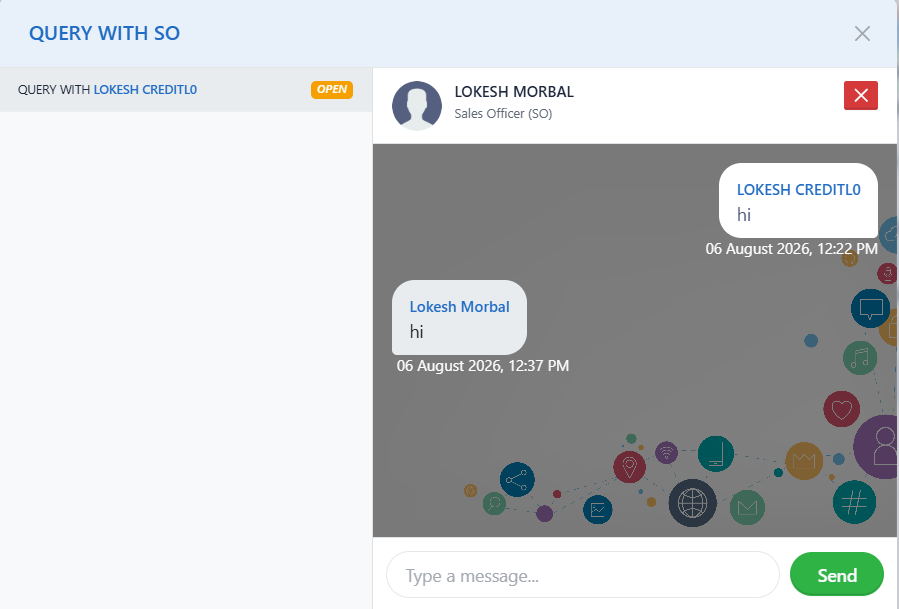 QUERY WITH SO
QUERY WITH LOKESH CREDITL0 OPEN
LOKESH MORBAL
Sales Officer (SO)
LOKESH CREDITL0
hi
06 August 2026, 12:22 PM
Lokesh Morbal
hi
06 August 2026, 12:37 PM
Type a message...
Send